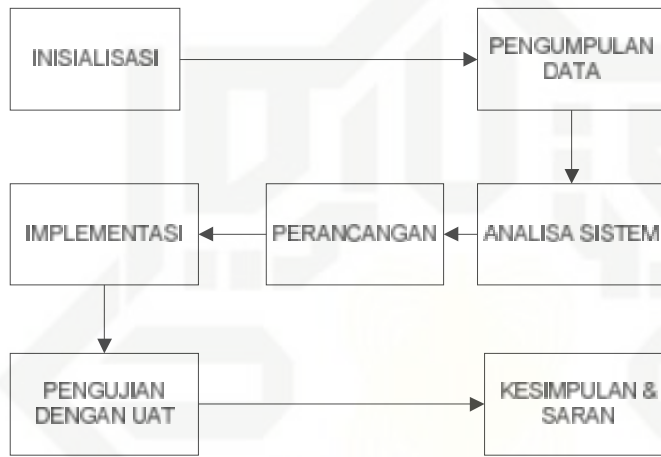 INISIALISASI
PENGUMPULAN
DATA
IMPLEMENTASI
PERANCANGAN
ANALISA SISTEM
PENGUJIAN
DENGAN UAT
KESIMPULAN &
SARAN